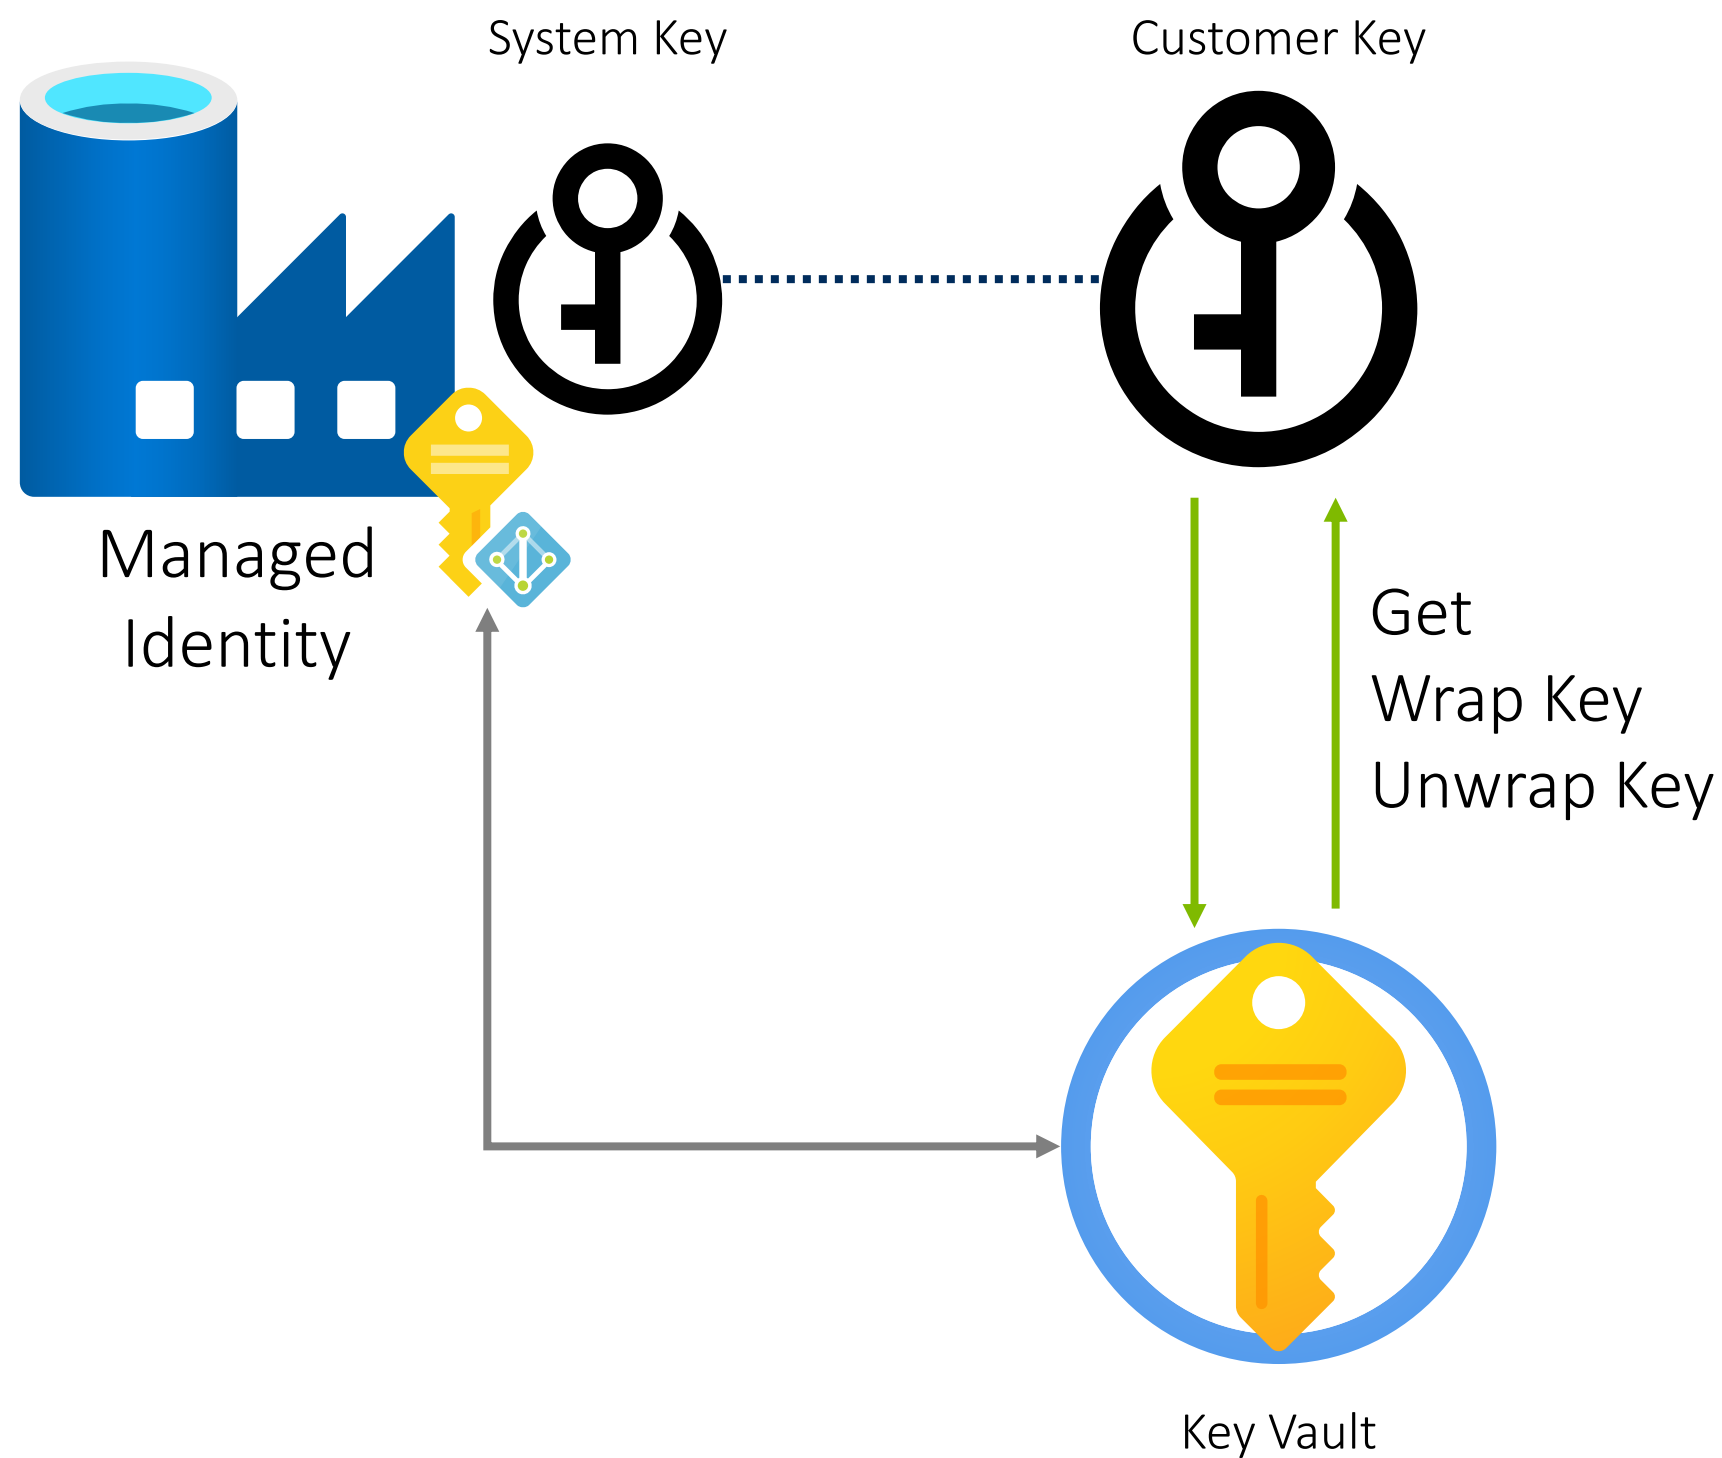 System Key
Customer Key
Managed
Identity
Get
Wrap Key
Unwrap Key
Key Vault